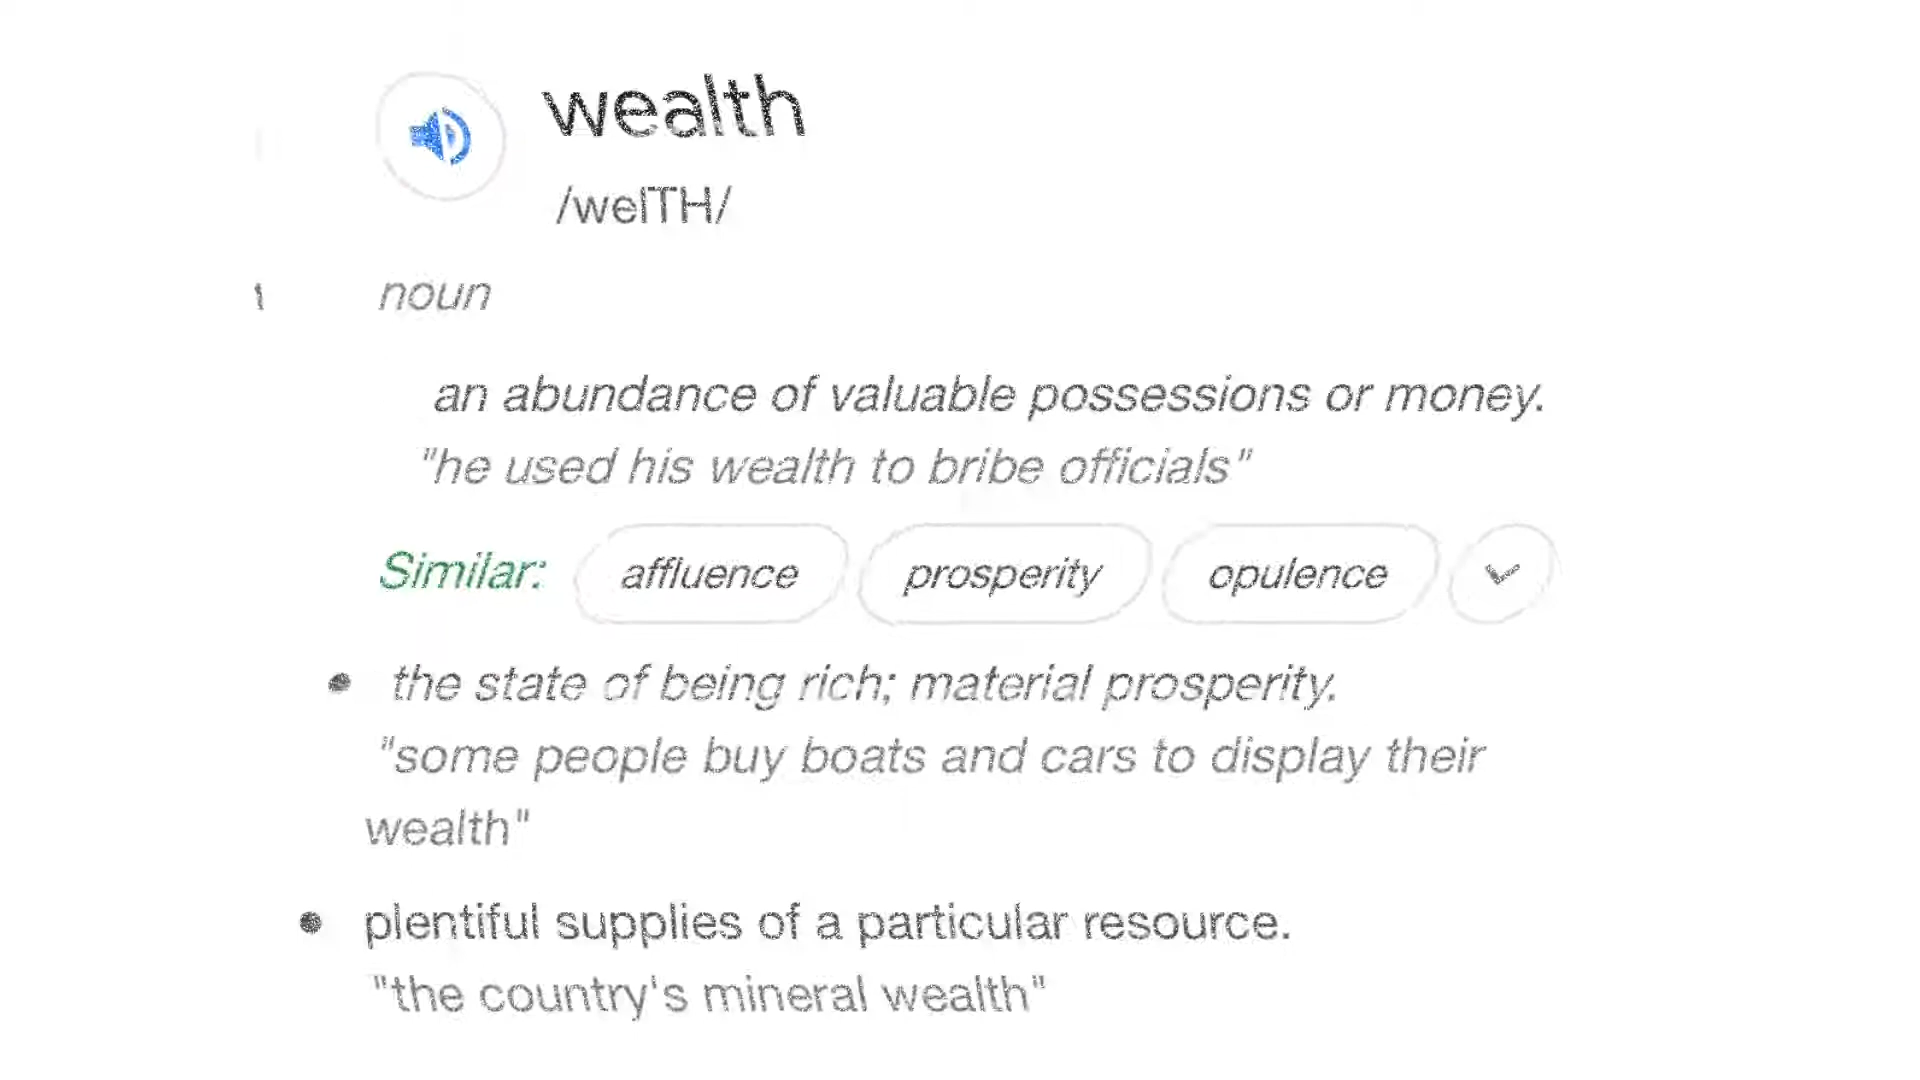 wealth
/welTH/
noun
an abundance of valuable possessions or money.
"he used his wealth to bribe officials"
Similar: affluence prosperity opulence
the state of being rich; material prosperity.
"some people buy boats and cars to display their
wealth"
plentiful supplies of a particular resource.
"the country's mineral wealth"